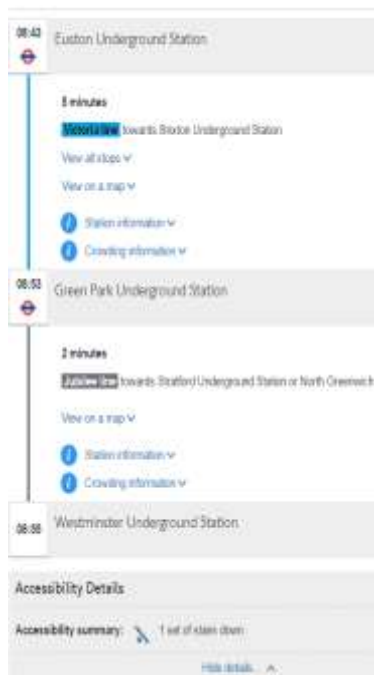 08:43
Euston Underground Station
5 minutes
Victoria line towards Brixton Underground Station
View all stops
View on a map
Station information
Crowding information
08:53
Green Park Underground Station
2 minutes
Jubilee line towards Stratford Underground Station or North Greenwich
View on a map
Station information
Crowding information
08:55
Westminster Underground Station
Accessibility Details
Accessibility summary: 1 set of stairs down
Hide details